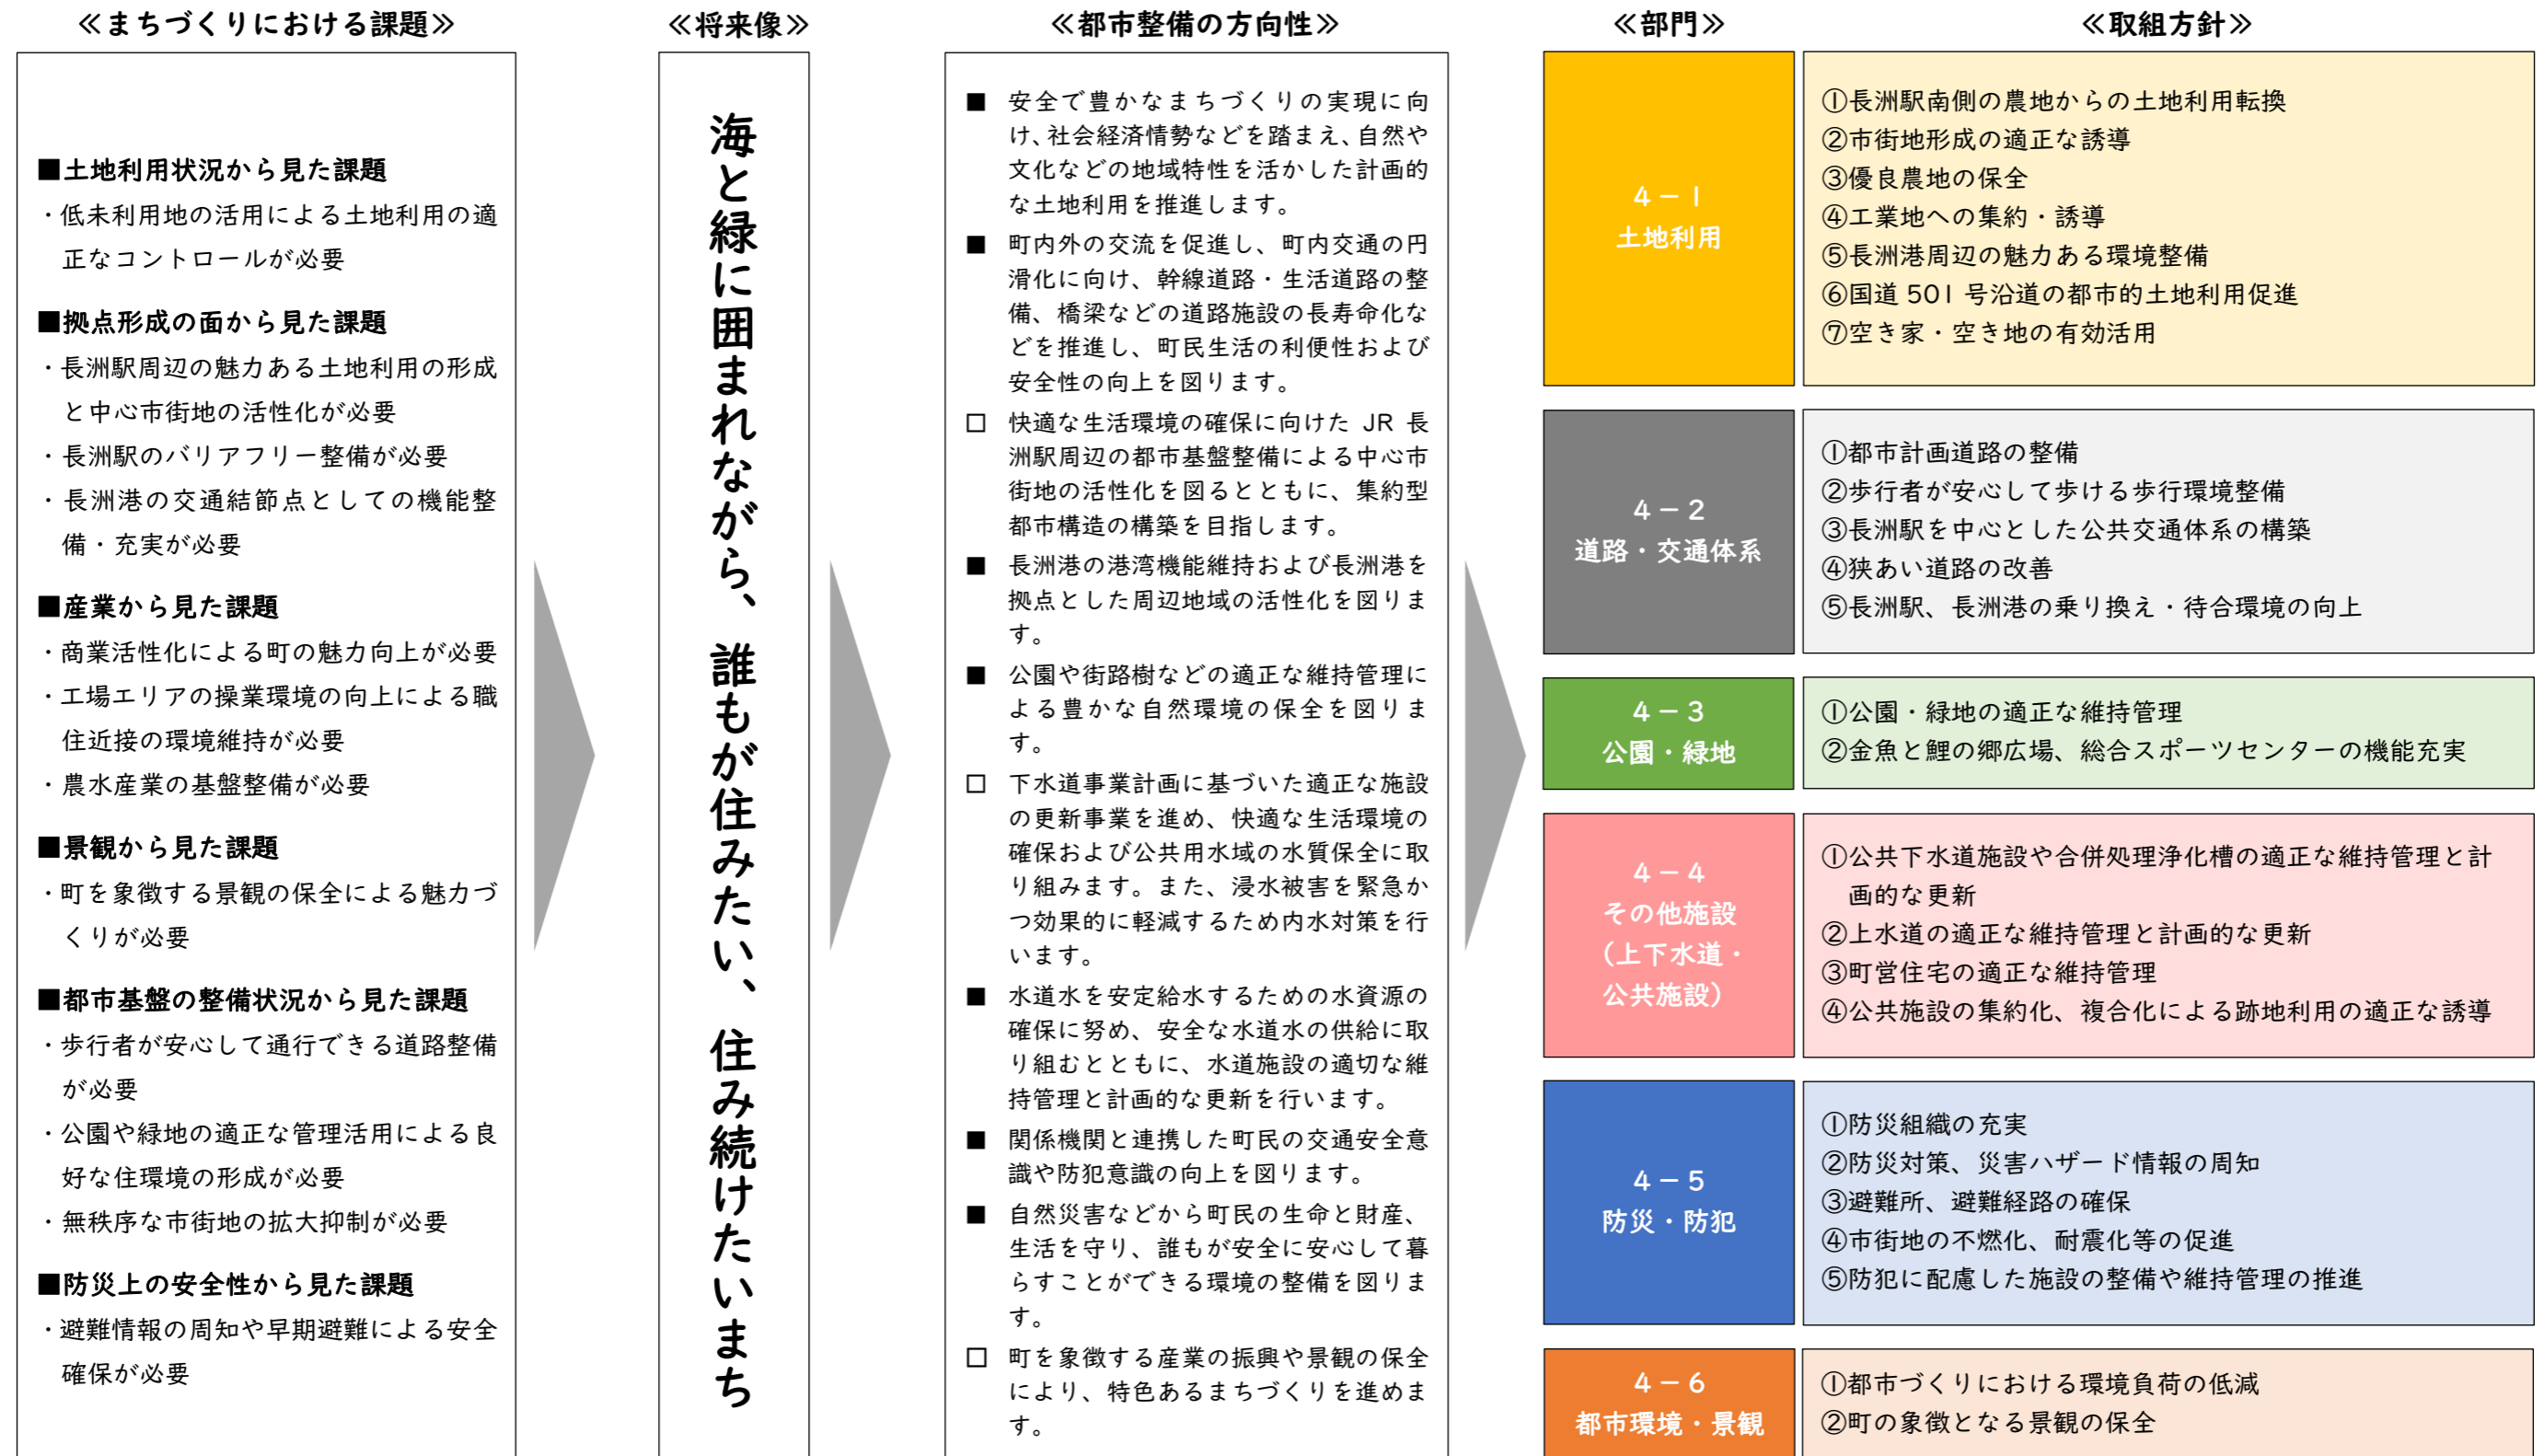 ≪まちづくりにおける課題≫
■土地利用状況から見た課題
・低未利用地の活用による土地利用の適
正なコントロールが必要
■拠点形成の面から見た課題
・長洲駅周辺の魅力ある土地利用の形成
と中心市街地の活性化が必要
・長洲駅のバリアフリー整備が必要
・長洲港の交通結節点としての機能整
備・充実が必要
■産業から見た課題
・商業活性化による町の魅力向上が必要
・工場エリアの操業環境の向上による職
住近接の環境維持が必要
・農水産業の基盤整備が必要
■景観から見た課題
・町を象徴する景観の保全による魅力づ
くりが必要
■都市基盤の整備状況から見た課題
・歩行者が安心して通行できる道路整備
が必要
・公園や緑地の適正な管理活用による良
好な住環境の形成が必要
・無秩序な市街地の拡大抑制が必要
■防災上の安全性から見た課題
・避難情報の周知や早期避難による安全
確保が必要
≪将来像≫
海と緑に囲まれながら、誰もが住みたい、住み続けたいまち
≪都市整備の方向性≫
■ 安全で豊かなまちづくりの実現に向
け、社会経済情勢などを踏まえ、自然や
文化などの地域特性を活かした計画的
な土地利用を推進します。
■ 町内外の交流を促進し、町内交通の円
滑化に向け、幹線道路・生活道路の整
備、橋梁などの道路施設の長寿命化な
どを推進し、町民生活の利便性および
安全性の向上を図ります。
□ 快適な生活環境の確保に向けた JR 長
洲駅周辺の都市基盤整備による中心市
街地の活性化を図るとともに、集約型
都市構造の構築を目指します。
■ 長洲港の港湾機能維持および長洲港を
拠点とした周辺地域の活性化を図りま
す。
■ 公園や街路樹などの適正な維持管理に
よる豊かな自然環境の保全を図りま
す。
□ 下水道事業計画に基づいた適正な施設
の更新事業を進め、快適な生活環境の
確保および公共用水域の水質保全に取
り組みます。また、浸水被害を緊急か
つ効果的に軽減するため内水対策を行
います。
■ 水道水を安定給水するための水資源の
確保に努め、安全な水道水の供給に取
り組むとともに、水道施設の適切な維
持管理と計画的な更新を行います。
■ 関係機関と連携した町民の交通安全意
識や防犯意識の向上を図ります。
■ 自然災害などから町民の生命と財産、
生活を守り、誰もが安全に安心して暮
らすことができる環境の整備を図りま
す。
□ 町を象徴する産業の振興や景観の保全
により、特色あるまちづくりを進めま
す。
≪部門≫
≪取組方針≫
4－1
土地利用
①長洲駅南側の農地からの土地利用転換
②市街地形成の適正な誘導
③優良農地の保全
④工業地への集約・誘導
⑤長洲港周辺の魅力ある環境整備
⑥国道 501 号沿道の都市的土地利用促進
⑦空き家・空き地の有効活用
4－2
道路・交通体系
①都市計画道路の整備
②歩行者が安心して歩ける歩行環境整備
③長洲駅を中心とした公共交通体系の構築
④狭あい道路の改善
⑤長洲駅、長洲港の乗り換え・待合環境の向上
4－3
公園・緑地
①公園・緑地の適正な維持管理
②金魚と鯉の郷広場、総合スポーツセンターの機能充実
4－4
その他施設
（上下水道・
公共施設）
①公共下水道施設や合併処理浄化槽の適正な維持管理と計
画的な更新
②上水道の適正な維持管理と計画的な更新
③町営住宅の適正な維持管理
④公共施設の集約化、複合化による跡地利用の適正な誘導
4－5
防災・防犯
①防災組織の充実
②防災対策、災害ハザード情報の周知
③避難所、避難経路の確保
④市街地の不燃化、耐震化等の促進
⑤防犯に配慮した施設の整備や維持管理の推進
4－6
都市環境・景観
①都市づくりにおける環境負荷の低減
②町の象徴となる景観の保全